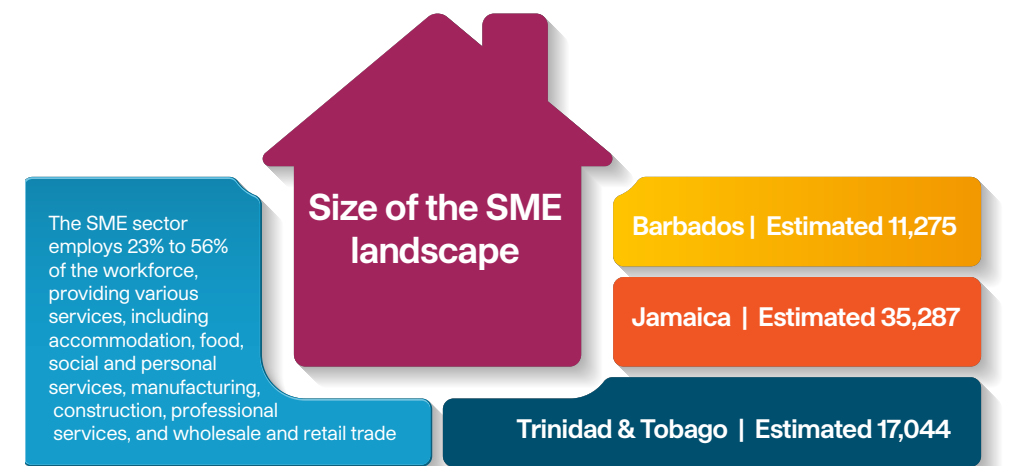 Size of the SME
landscape
The SME sector
employs 23% to 56%
of the workforce,
providing various
services, including
accommodation, food,
social and personal
services, manufacturing,
construction, professional
services, and wholesale and retail trade
Barbados | Estimated 11,275
Jamaica | Estimated 35,287
Trinidad & Tobago | Estimated 17,044